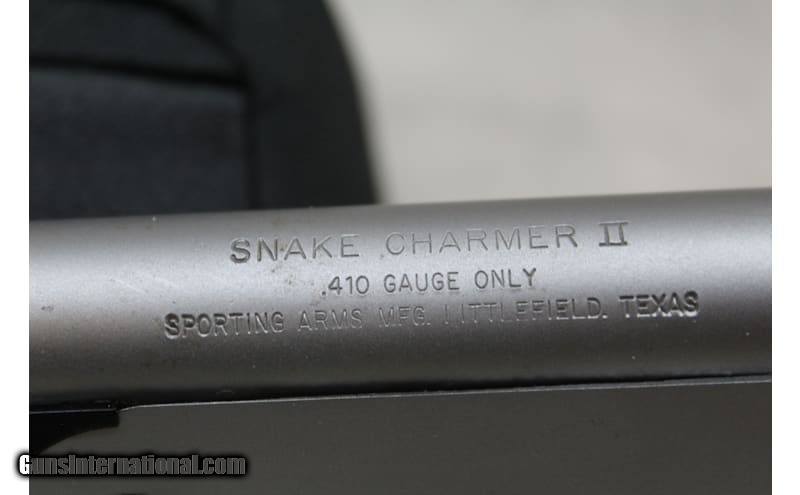 SNAKE CHARMER II
.410 GAUGE ONLY
SPORTING ARMS MFG. LITTLEFIELD, TEXAS
GunsInternational.com